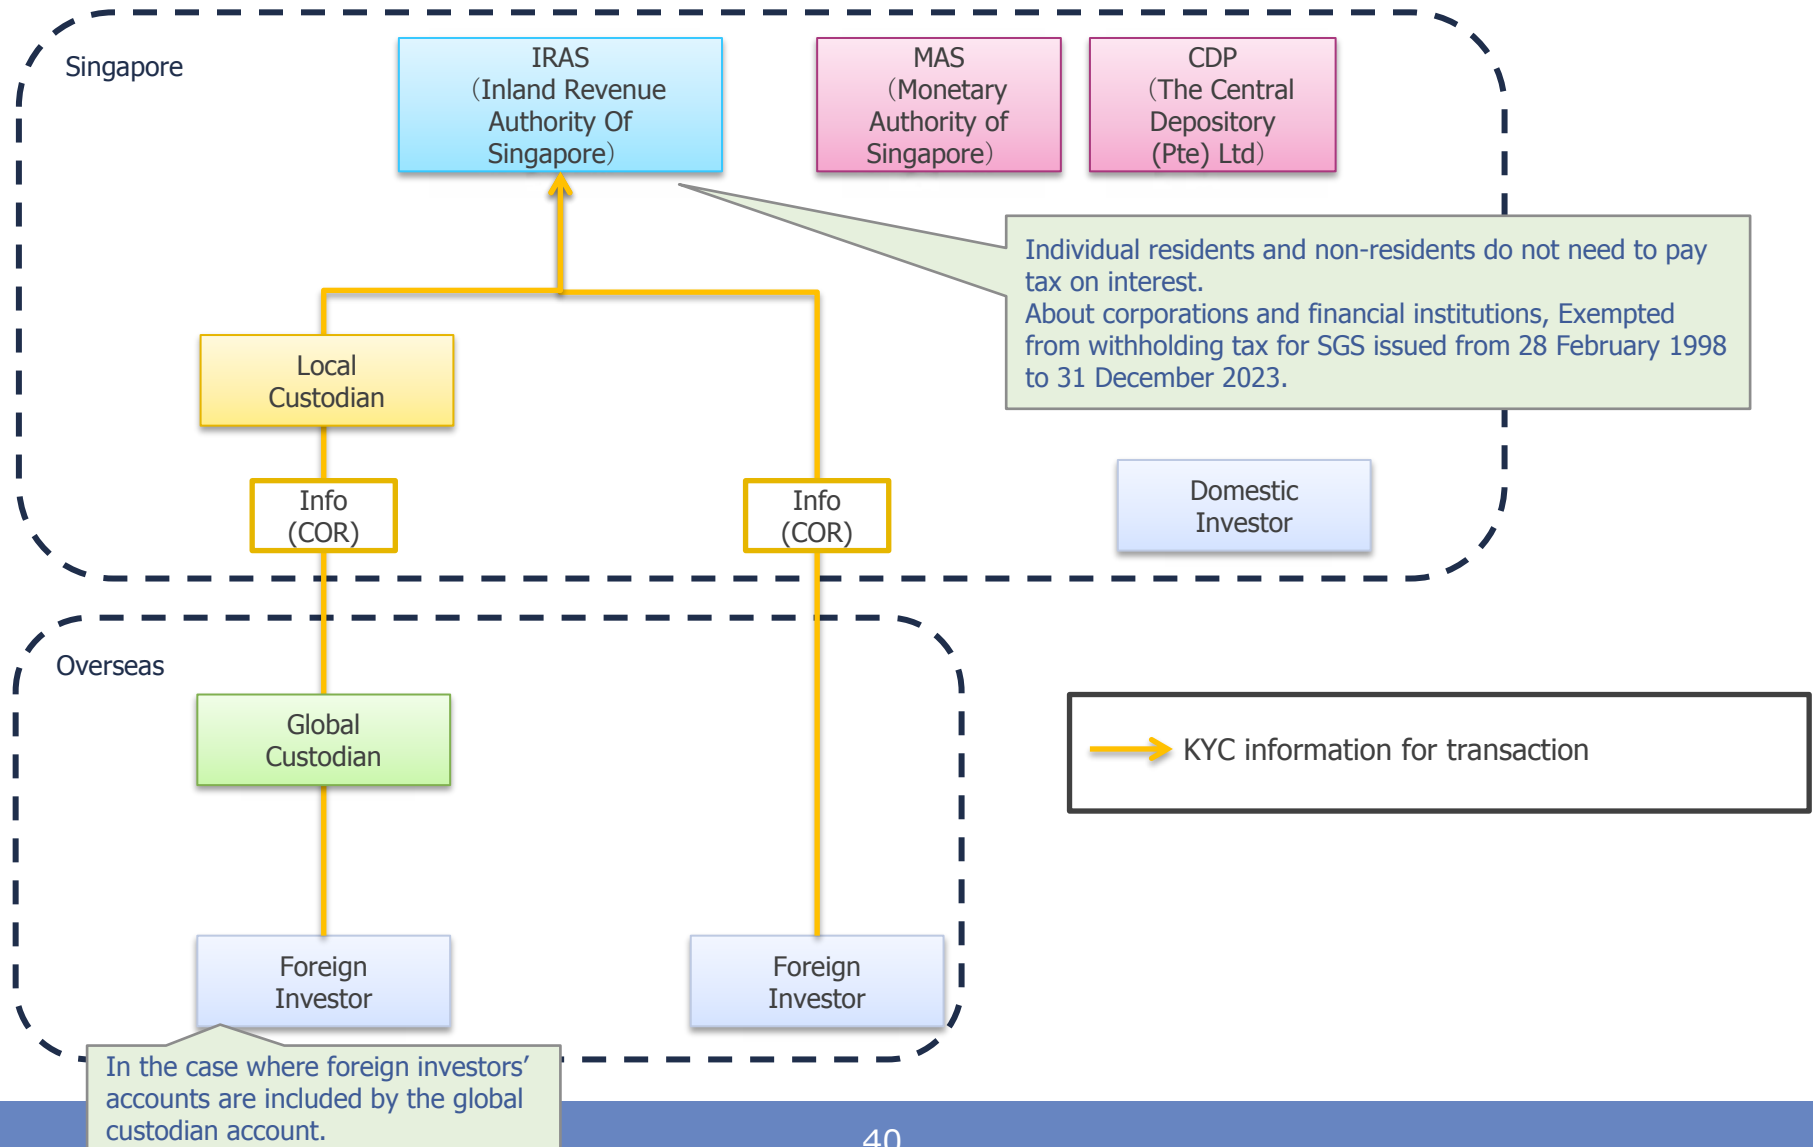 Singapore
IRAS
（Inland Revenue
Authority Of
Singapore）
MAS
（Monetary
Authority of
Singapore）
CDP
（The Central
Depository
(Pte) Ltd）
Individual residents and non-residents do not need to pay
tax on interest.
About corporations and financial institutions, Exempted
from withholding tax for SGS issued from 28 February 1998
to 31 December 2023.
Local
Custodian
Info
(COR)
Info
(COR)
Domestic
Investor
Overseas
Global
Custodian
KYC information for transaction
Foreign
Investor
Foreign
Investor
In the case where foreign investors’
accounts are included by the global
custodian account.
40